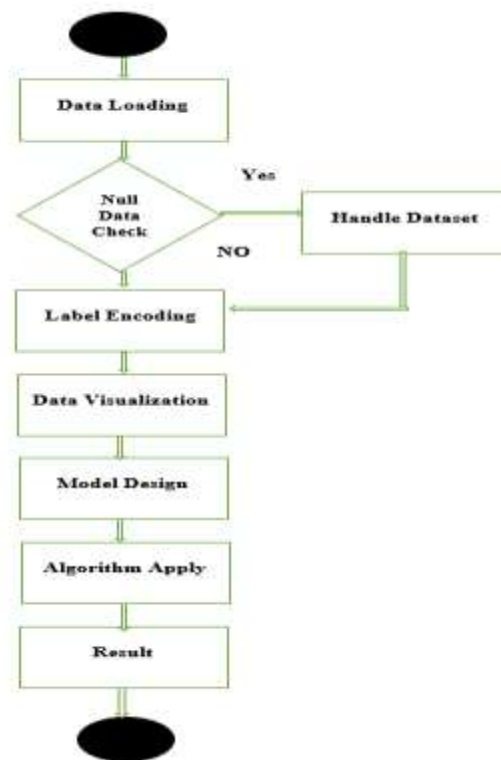 Data Loading
Null
Data
Check
Yes
Handle Dataset
NO
Label Encoding
Data Visualization
Model Design
Algorithm Apply
Result